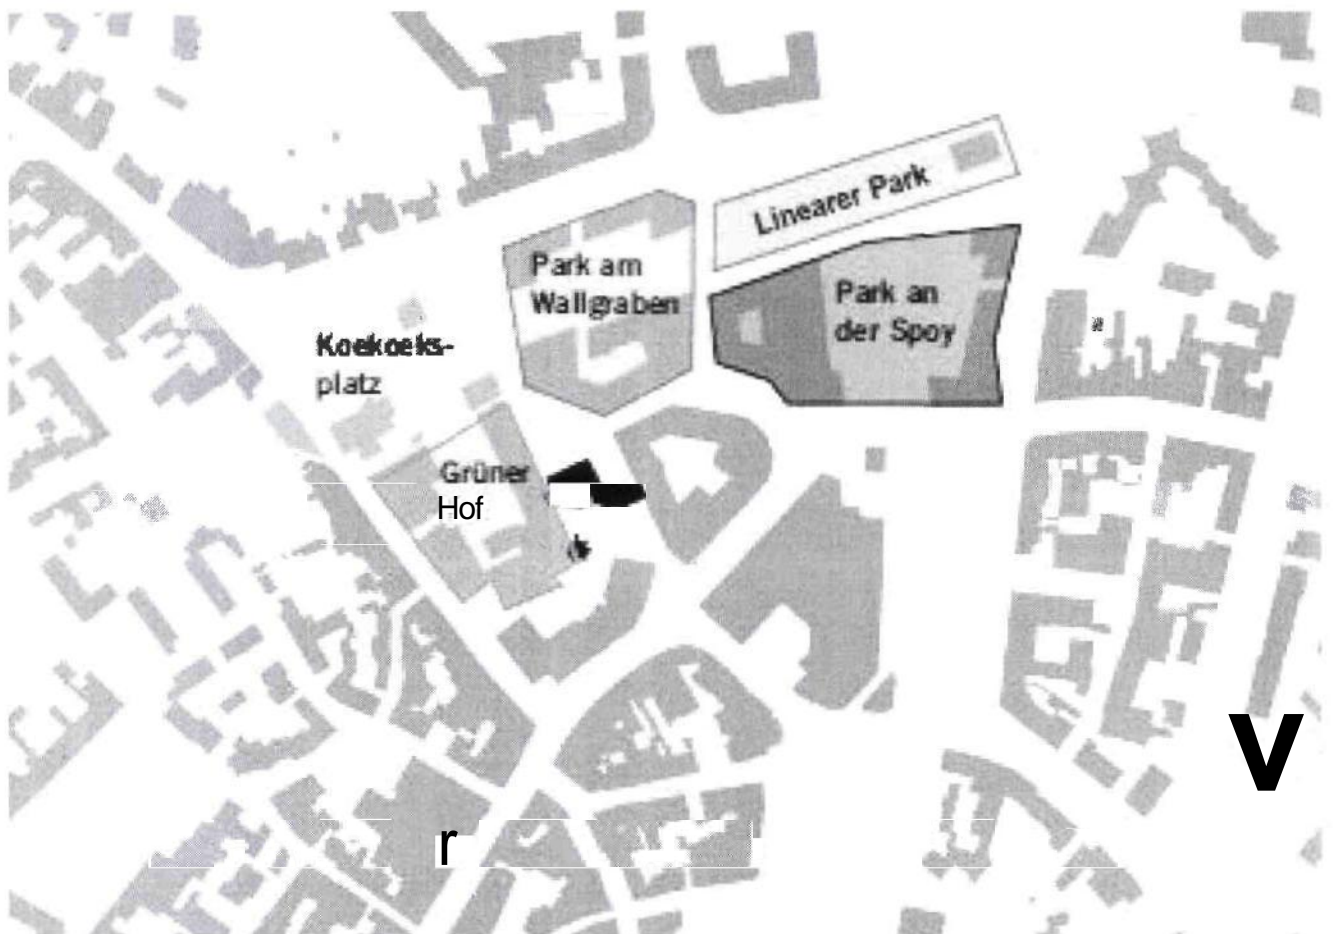 Linearer Park
Park am
Wallgraben
Park an
der Spoy
Koekoeks-
platz
Grüner
Hof
V
r